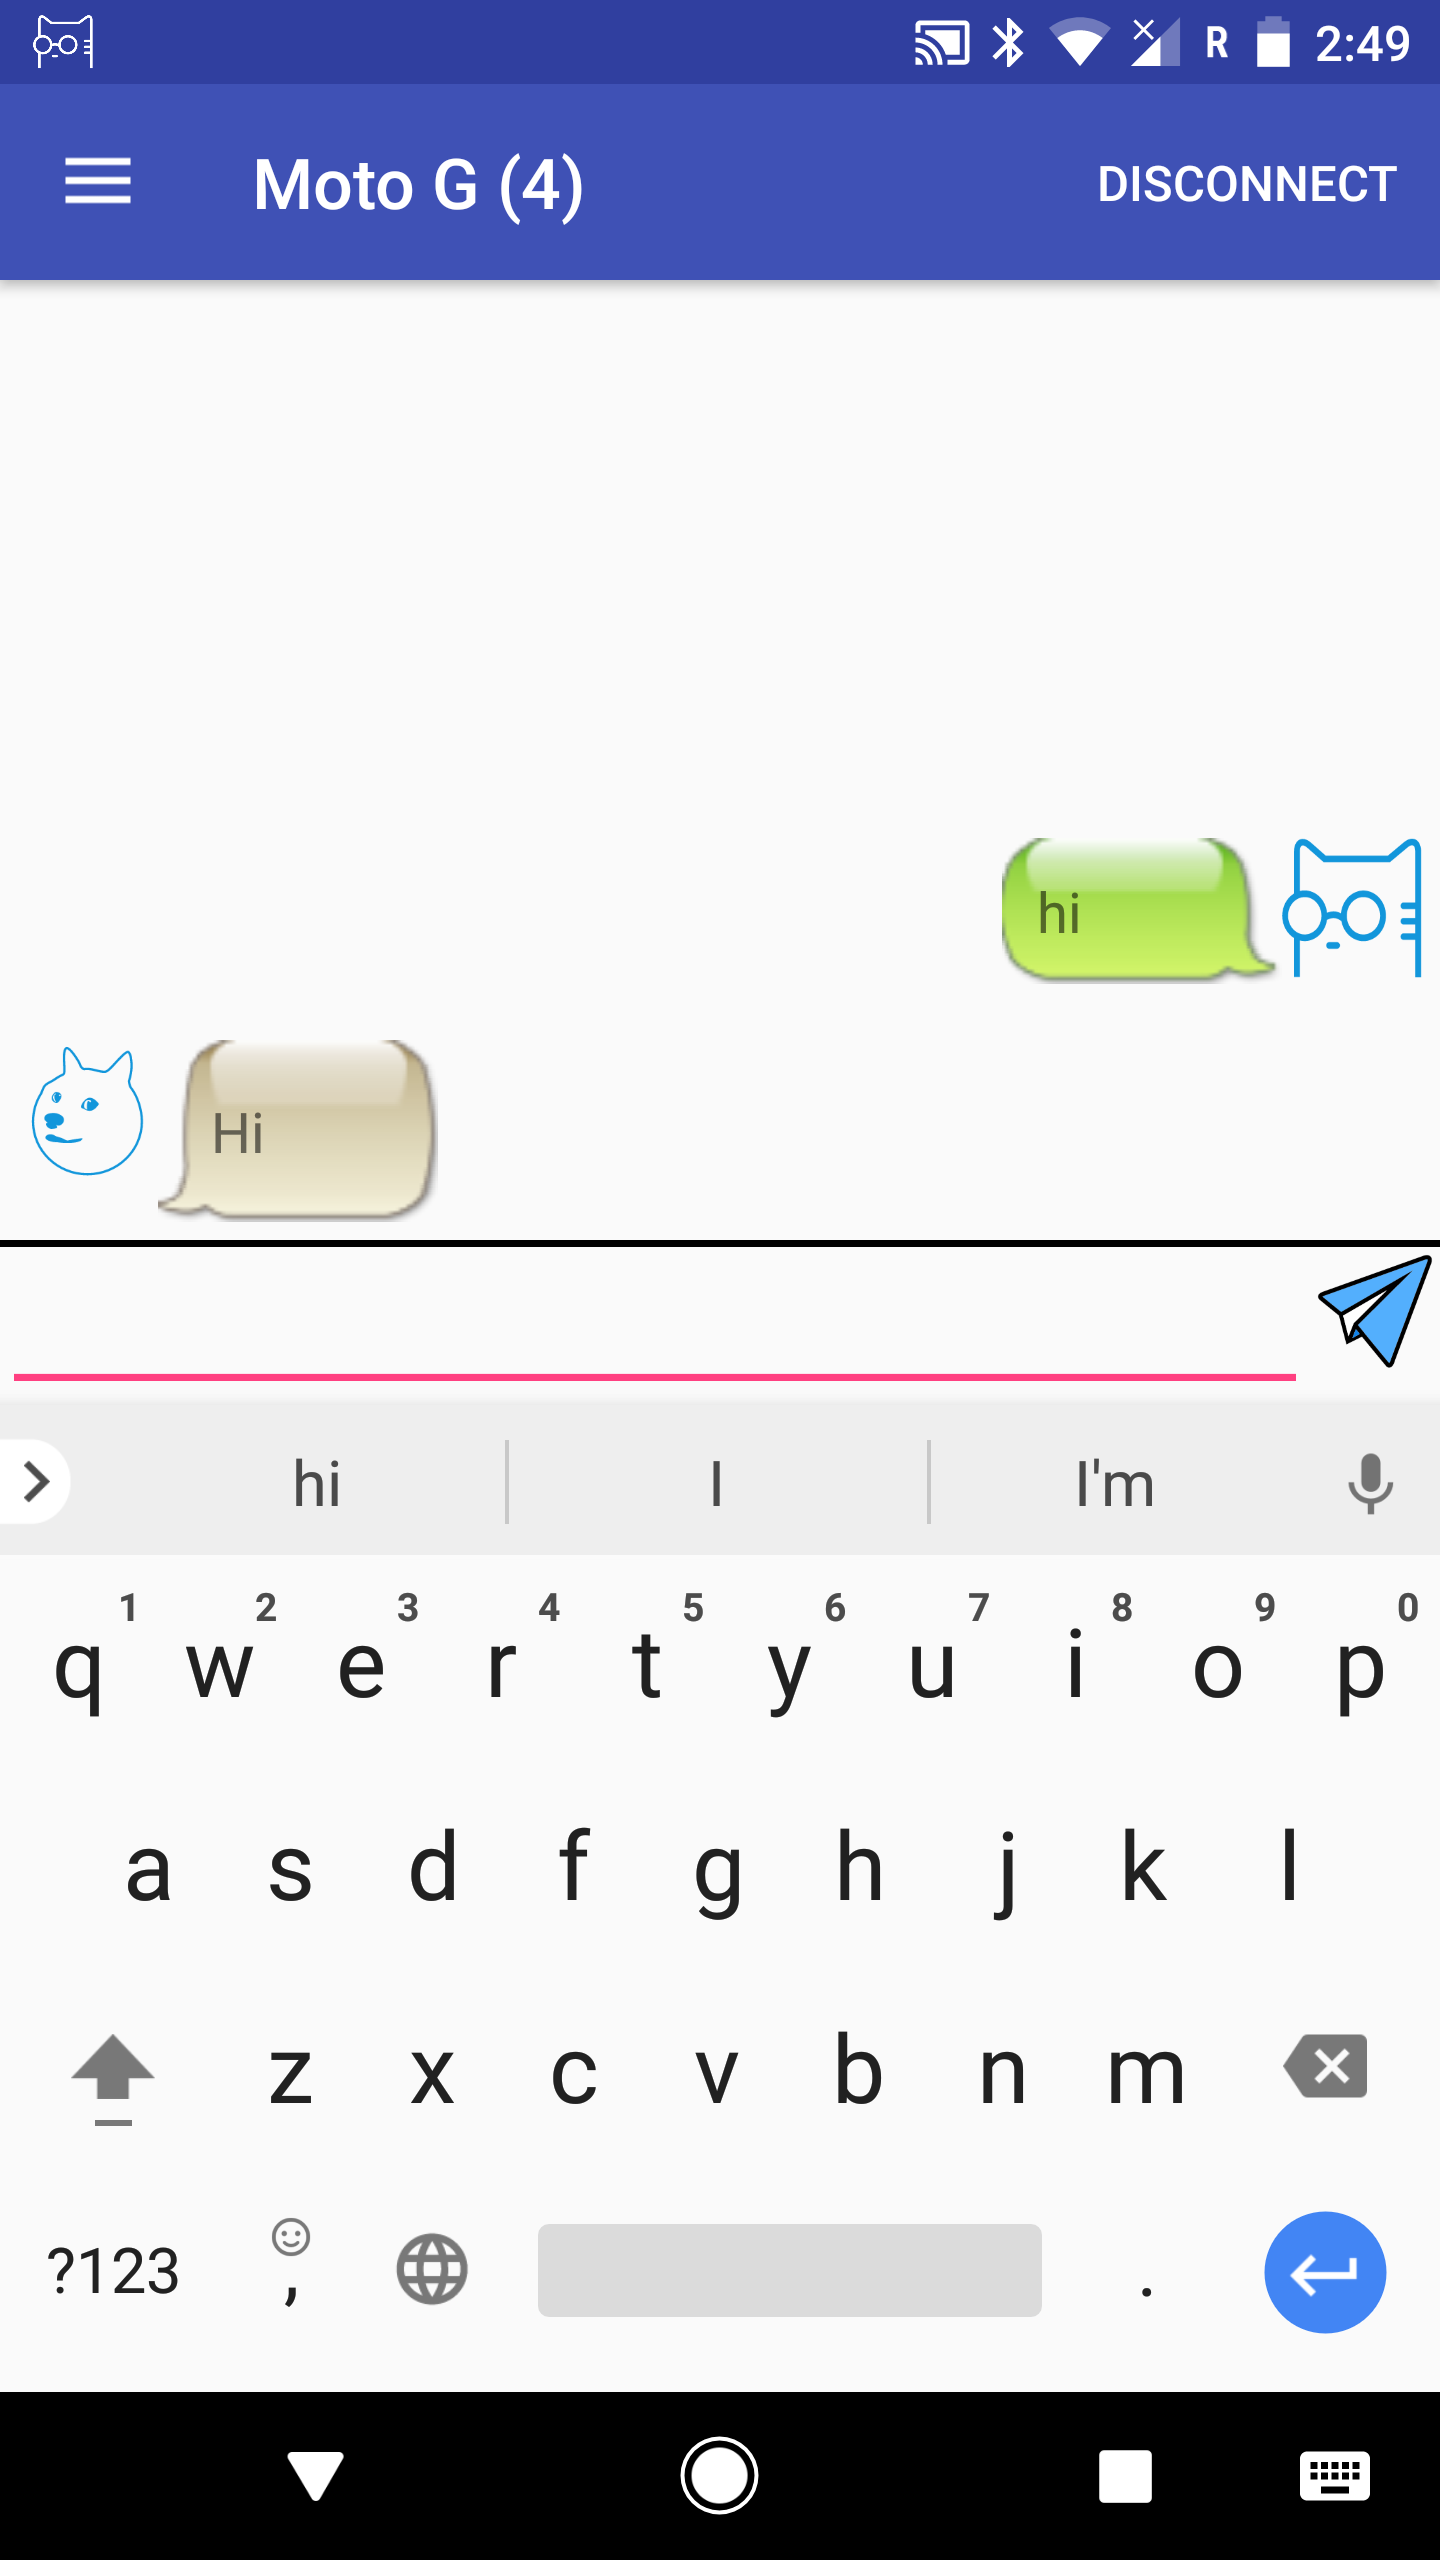 R 2:49
Moto G (4) DISCONNECT
hi
Hi
hi I I'm
1 2 3 4 5 6 7 8 9 0
q w e r t y u i o p
a s d f g h j k l
z x c v b n m
?123 , .